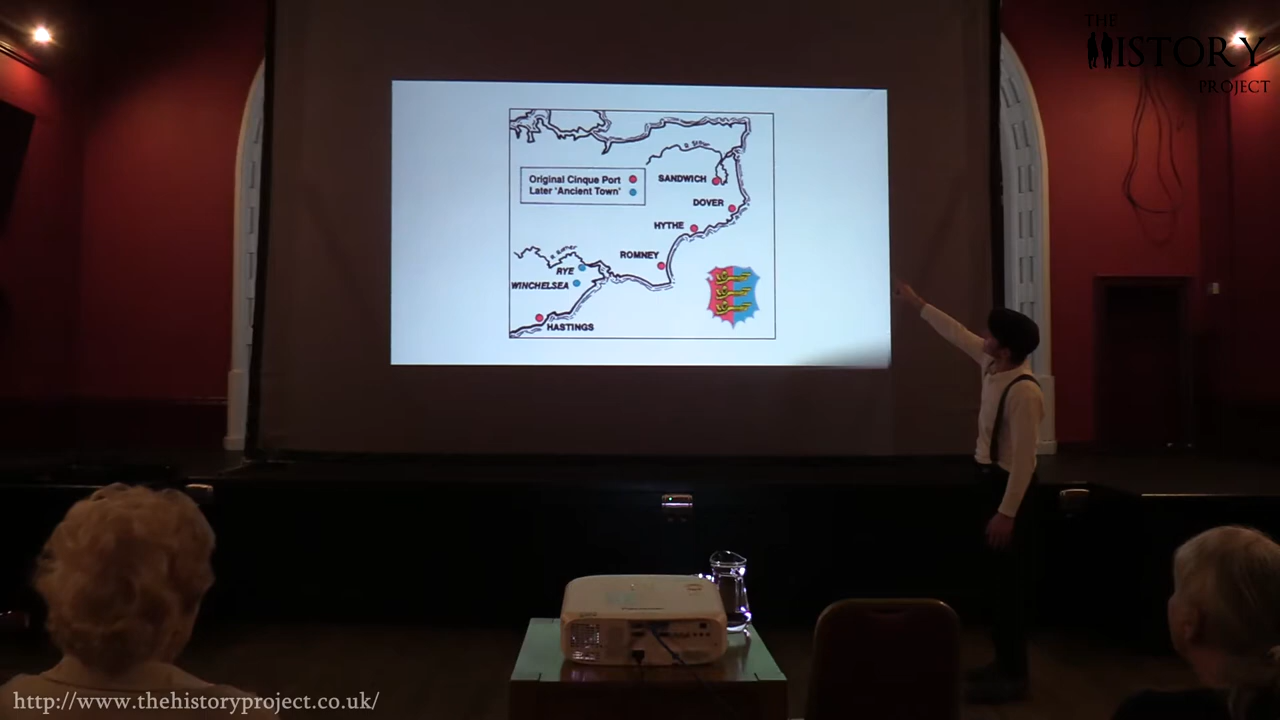 THE
HISTORY
PROJECT
R. Stour
Original Cinque Port
Later 'Ancient Town'
SANDWICH
DOVER
HYTHE
ROMNEY
RYE
WINCHELSEA
HASTINGS
http://www.thehistoryproject.co.uk/